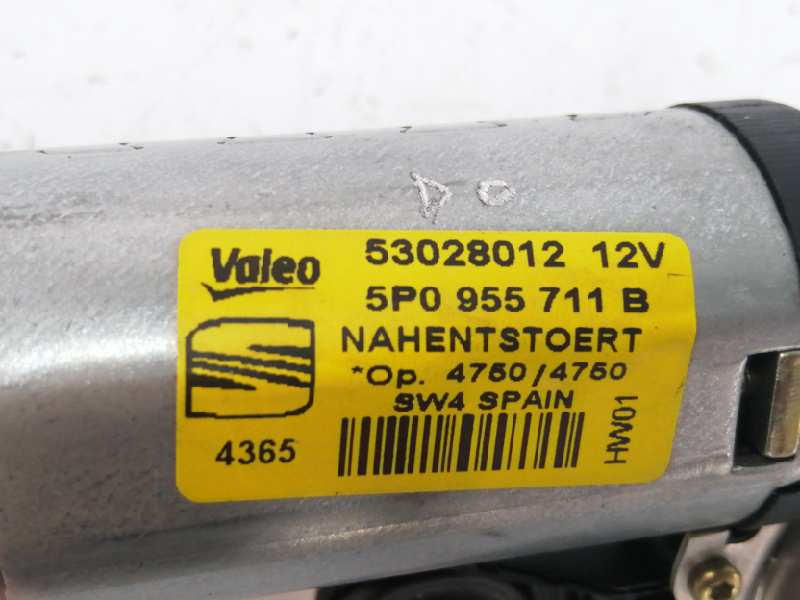 Valeo 53028012 12V
5P0 955 711 B
NAHENTSTOERT
*Op. 4750/4750
SW4 SPAIN
4365
HW01